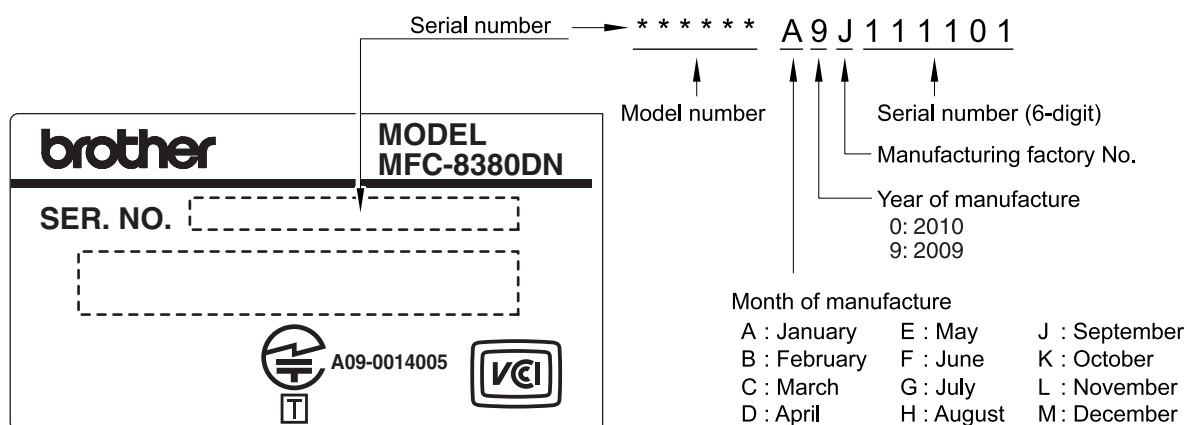 Serial number
* * * * * * A 9 J 1 1 1 1 0 1
Model number
Serial number (6-digit)
Manufacturing factory No.
Year of manufacture
0: 2010
9: 2009
Month of manufacture
A : January E : May J : September
B : February F : June K : October
C : March G : July L : November
D : April H : August M : December
brother
MODEL
MFC-8380DN
SER. NO.
A09-0014005
VCI
T